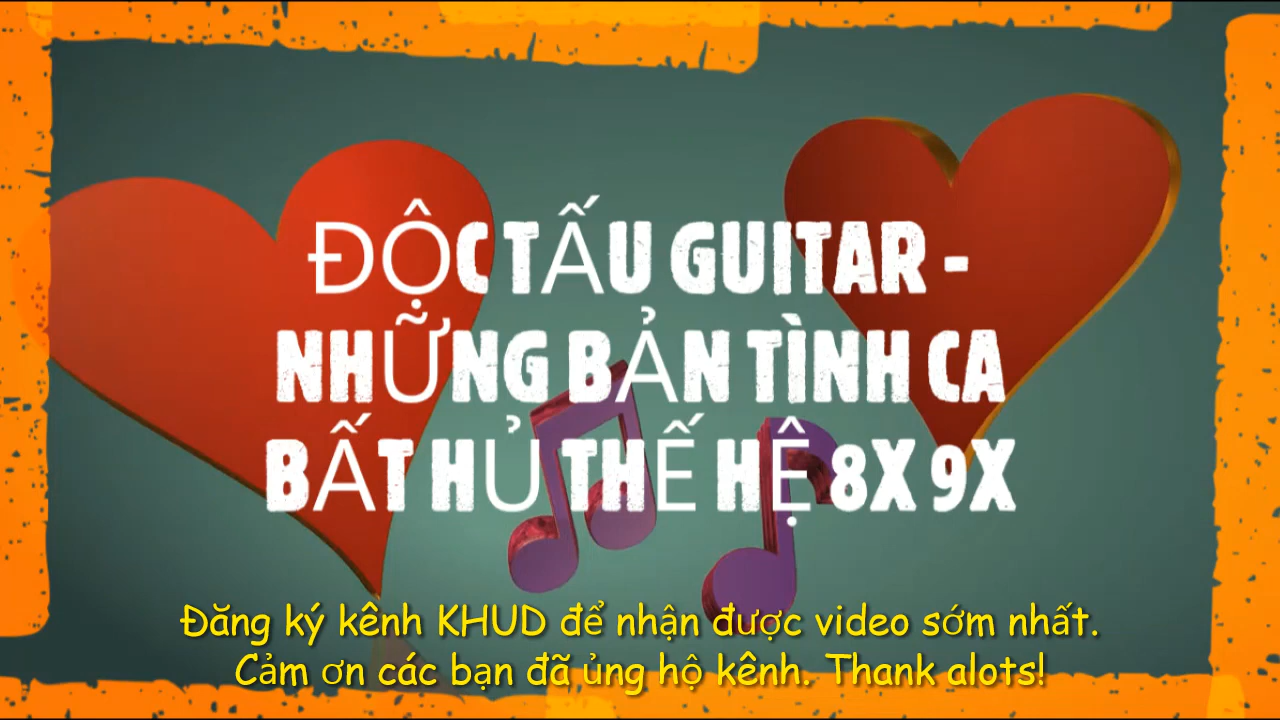 ĐỘC TẤU GUITAR -
NHỮNG BẢN TÌNH CA
BẤT HỦ THẾ HỆ 8X 9X
Đăng ký kênh KHUD để nhận được video sớm nhất.
Cảm ơn các bạn đã ủng hộ kênh. Thank alots!